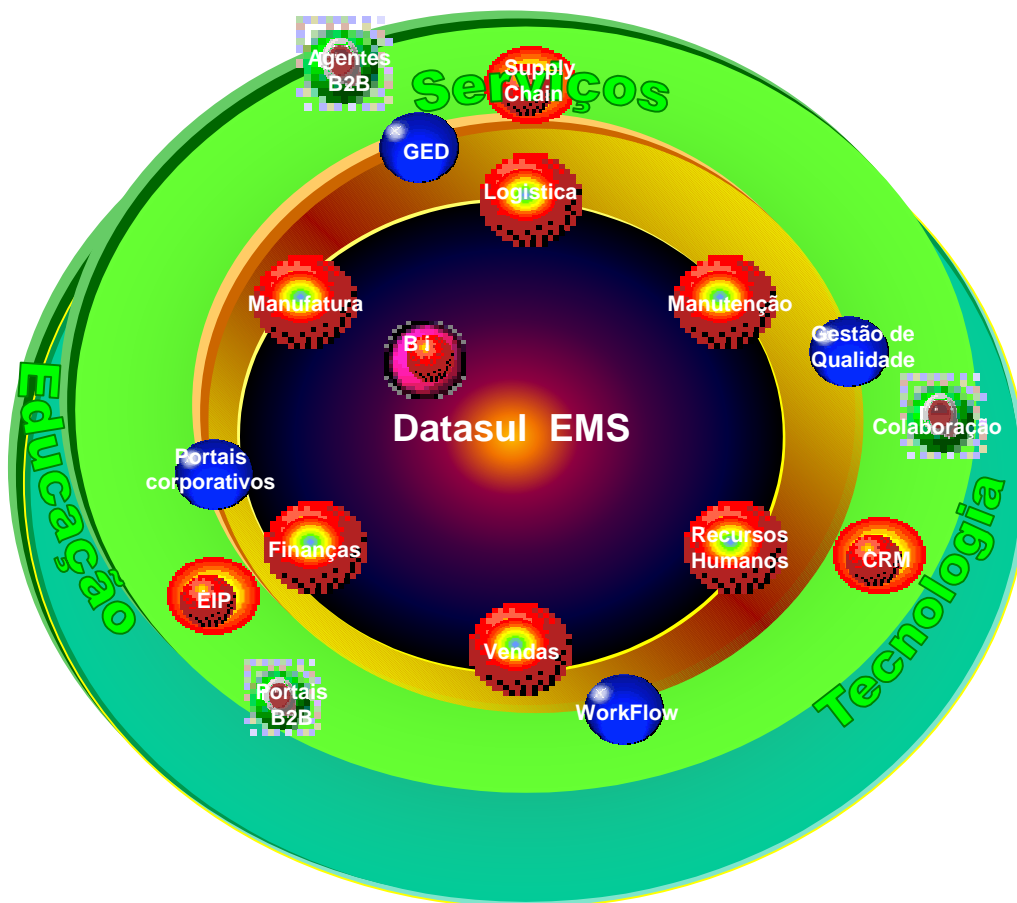 Agentes
B2B
Supply
Chain
Serviços
GED
Logistica
Manufatura
Manutenção
B i
Gestão de
Qualidade
Datasul EMS
Colaboração
Educação
Portais
corporativos
Tecnologia
Finanças
Recursos
Humanos
CRM
EIP
Vendas
Portais
B2B
WorkFlow